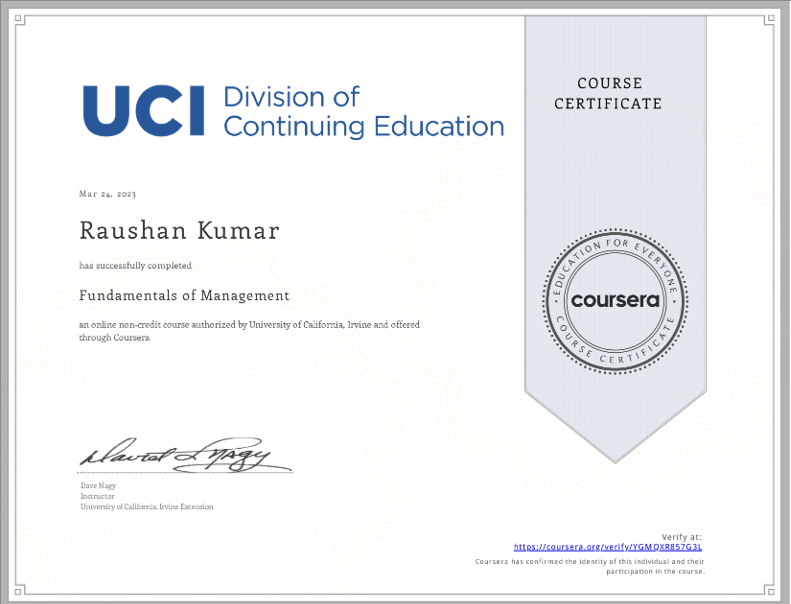 COURSE
CERTIFICATE
UCI Division of
Continuing Education
Mar 24, 2023
Raushan Kumar
has successfully completed
Fundamentals of Management
an online non-credit course authorized by University of California, Irvine and offered
through Coursera
EDUCATION FOR EVERYONE
coursera
COURSE CERTIFICATE
David L Nagy
Dave Nagy
Instructor
University of California, Irvine Extension
Verify at:
https://coursera.org/verify/YGMQXR857G3L
Coursera has confirmed the identity of this individual and their
participation in the course.